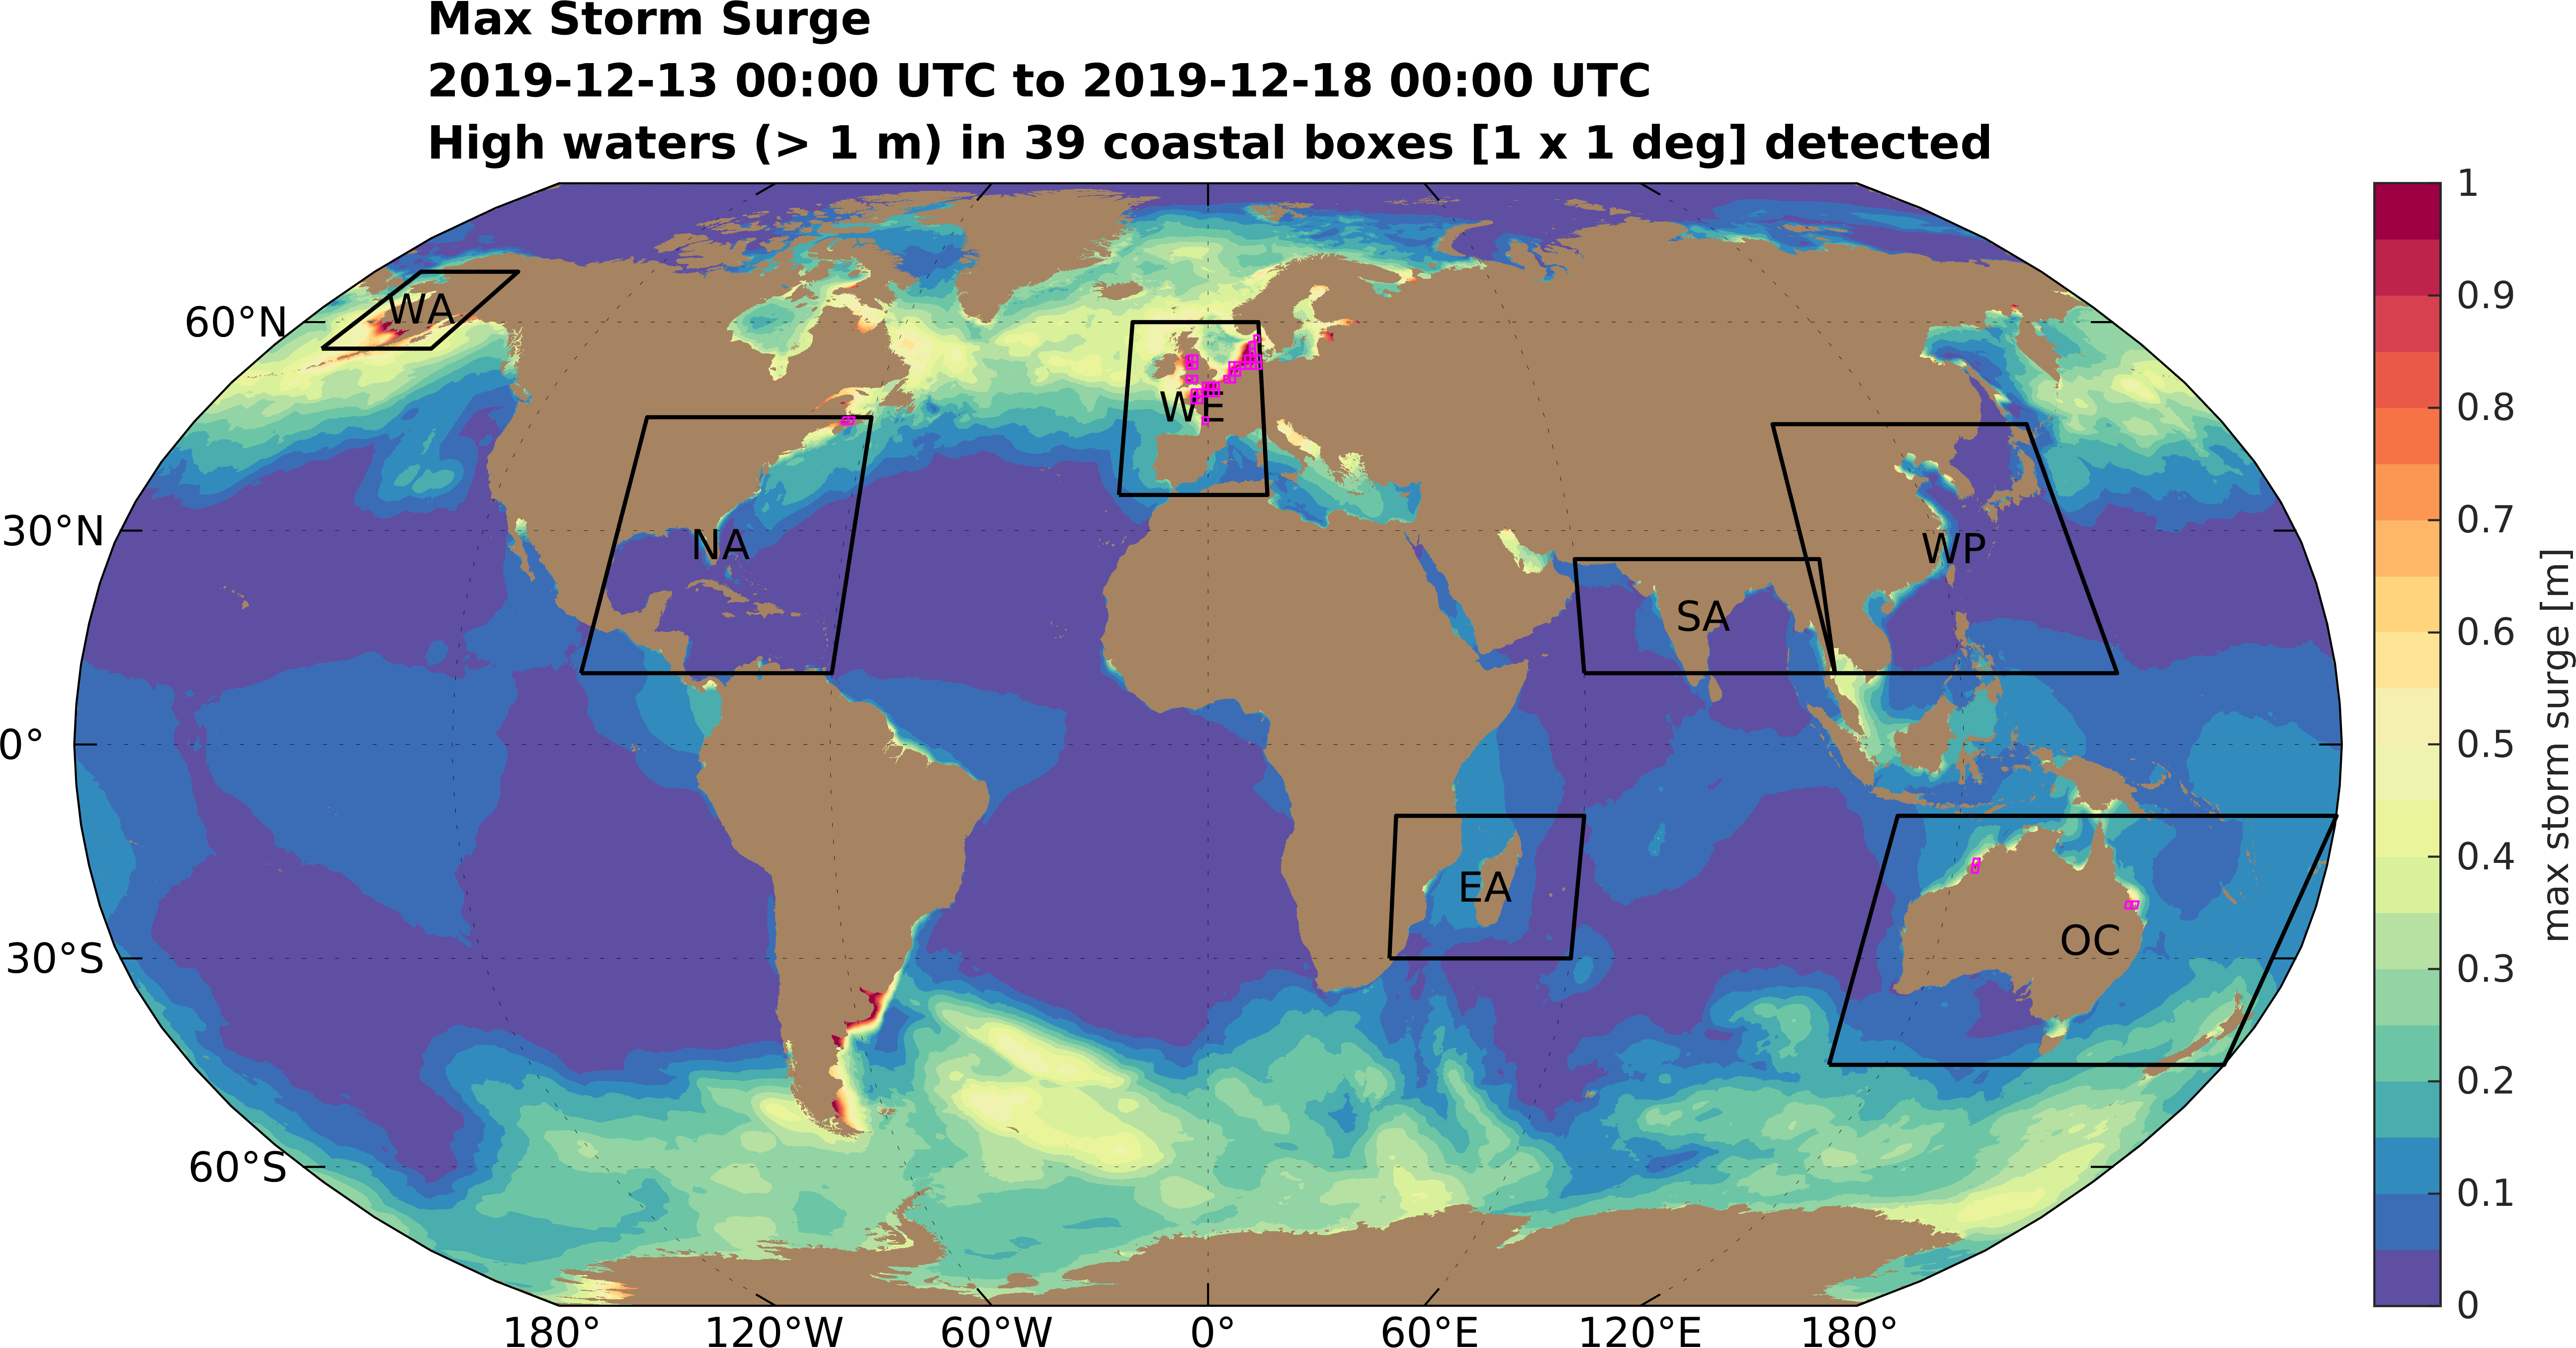 Max Storm Surge
2019-12-13 00:00 UTC to 2019-12-18 00:00 UTC
High waters (> 1 m) in 39 coastal boxes [1 x 1 deg] detected
60°N
30°N
0°
30°S
60°S
WA
NA
WE
SA
WP
EA
OC
180°
120°W
60°W
0°
60°E
120°E
180°
1
0.9
0.8
0.7
0.6
0.5
0.4
0.3
0.2
0.1
0
max storm surge [m]